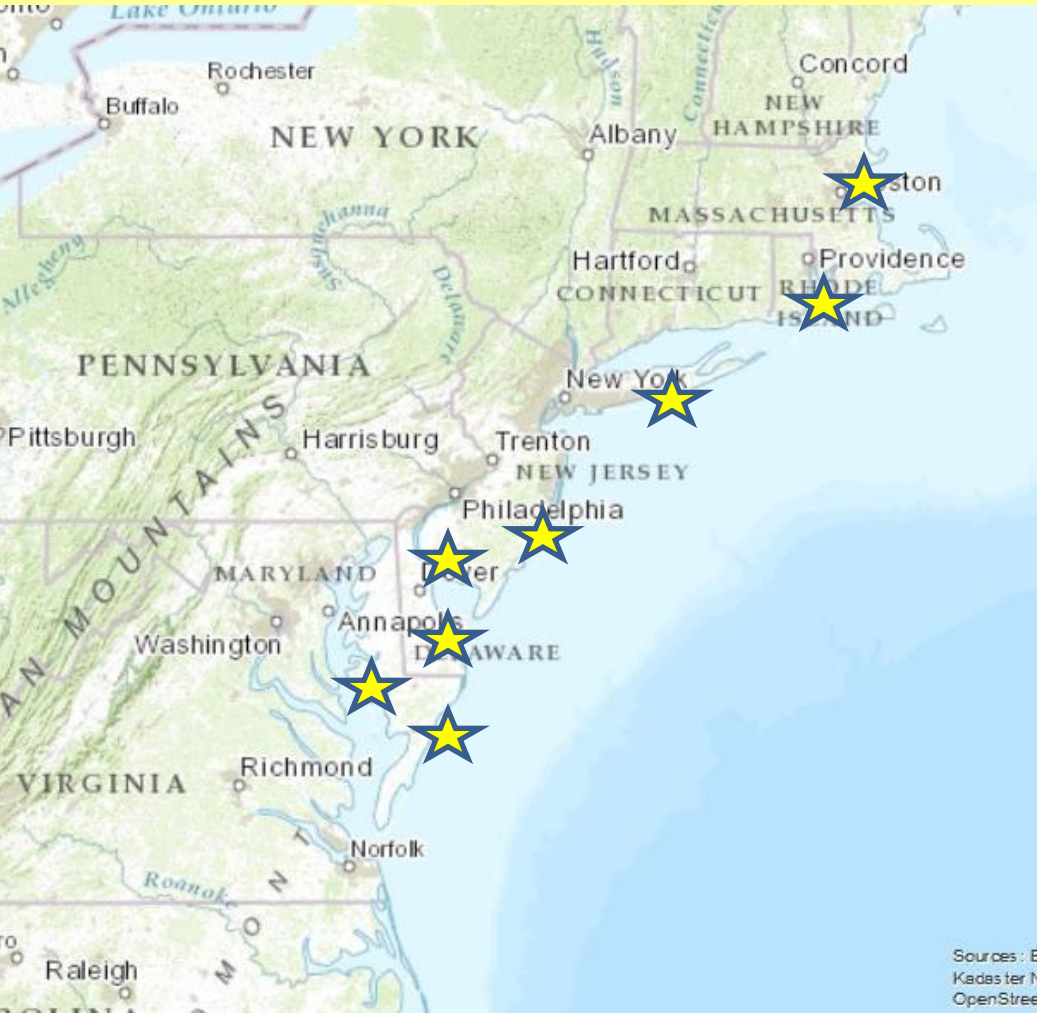 Lake Ontario
Rochester
Concord
Buffalo
Hudson
NEW
HAMPSHIRE
NEW YORK
Albany
MASSACHUSETTS
Susquehanna
Allegheny
Delaware
Hartford
Providence
CONNECTICUT
RHODE
ISLAND
PENNSYLVANIA
New York
Pittsburgh
Harrisburg
Trenton
NEW JERSEY
Philadelphia
MOUNTAINS
MARYLAND
Annapolis
Washington
DELAWARE
Richmond
VIRGINIA
Norfolk
Roanoke
Raleigh
Sources:
Kadaster